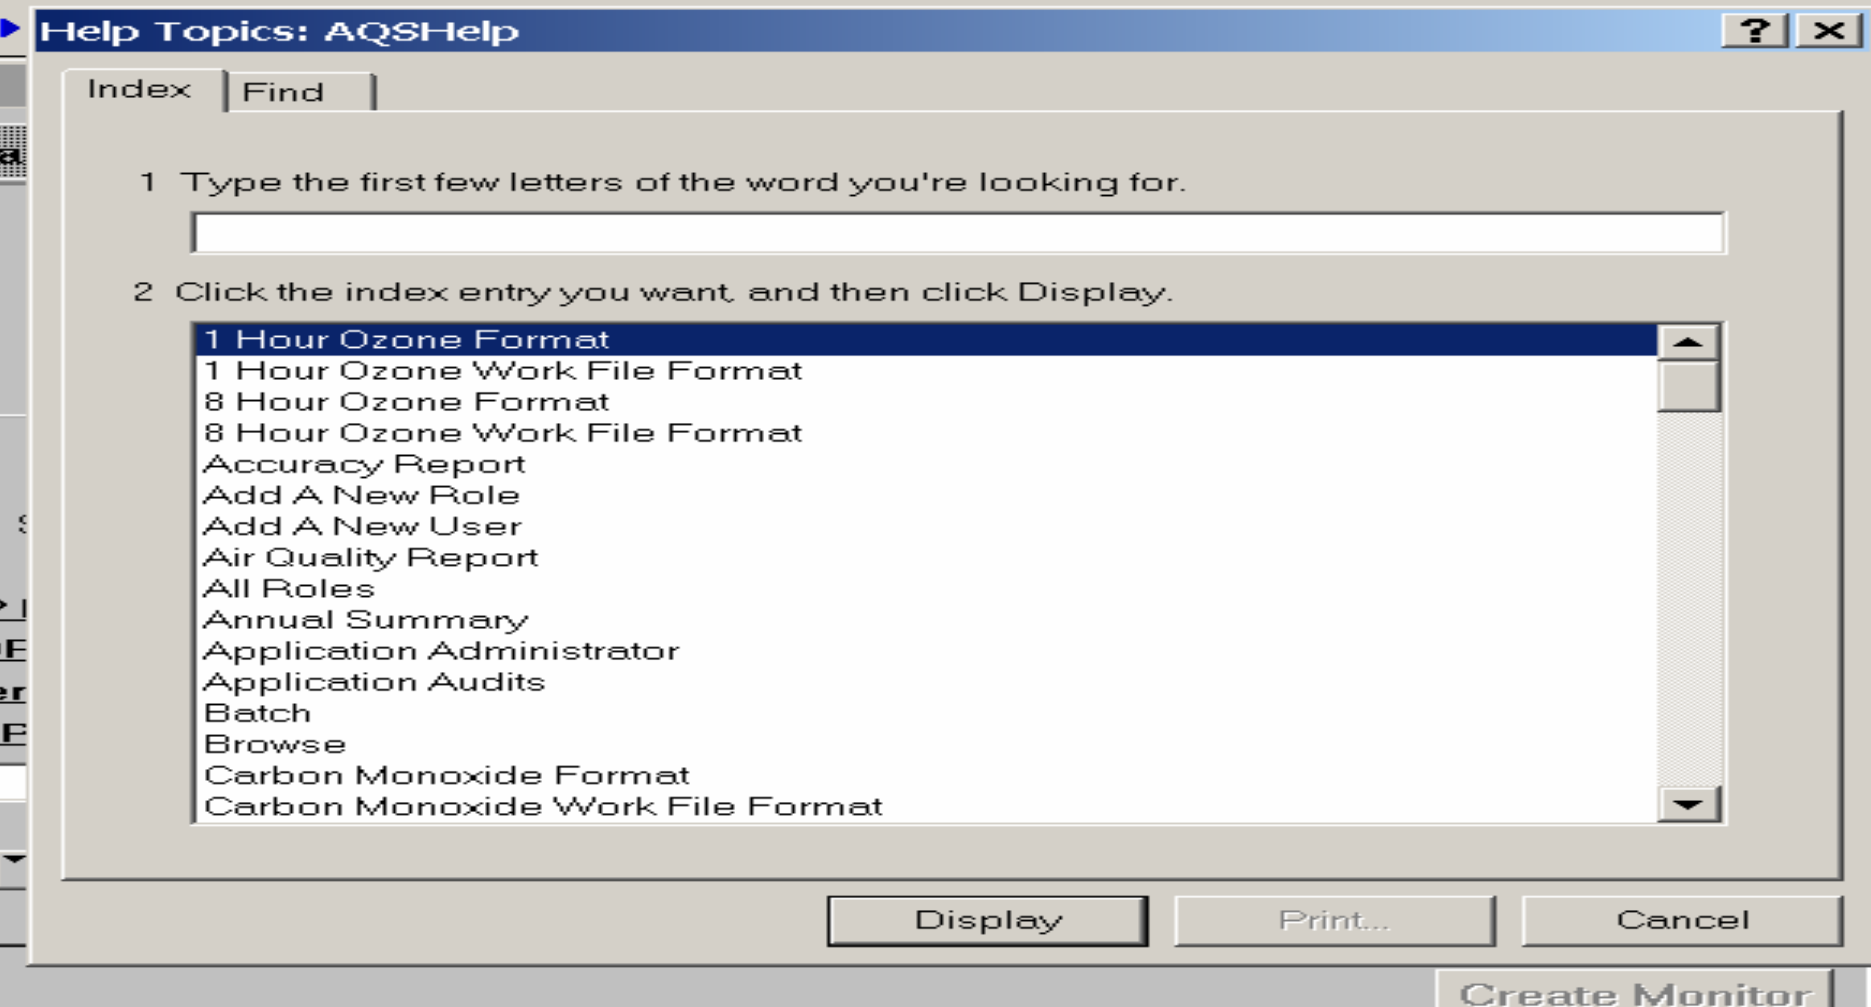 Help Topics: AQSHelp
Index
Find
1 Type the first few letters of the word you're looking for.
2 Click the index entry you want, and then click Display.
1 Hour Ozone Format
1 Hour Ozone Work File Format
8 Hour Ozone Format
8 Hour Ozone Work File Format
Accuracy Report
Add A New Role
Add A New User
Air Quality Report
All Roles
Annual Summary
Application Administrator
Application Audits
Batch
Browse
Carbon Monoxide Format
Carbon Monoxide Work File Format
Display
Print...
Cancel
Create Monitor